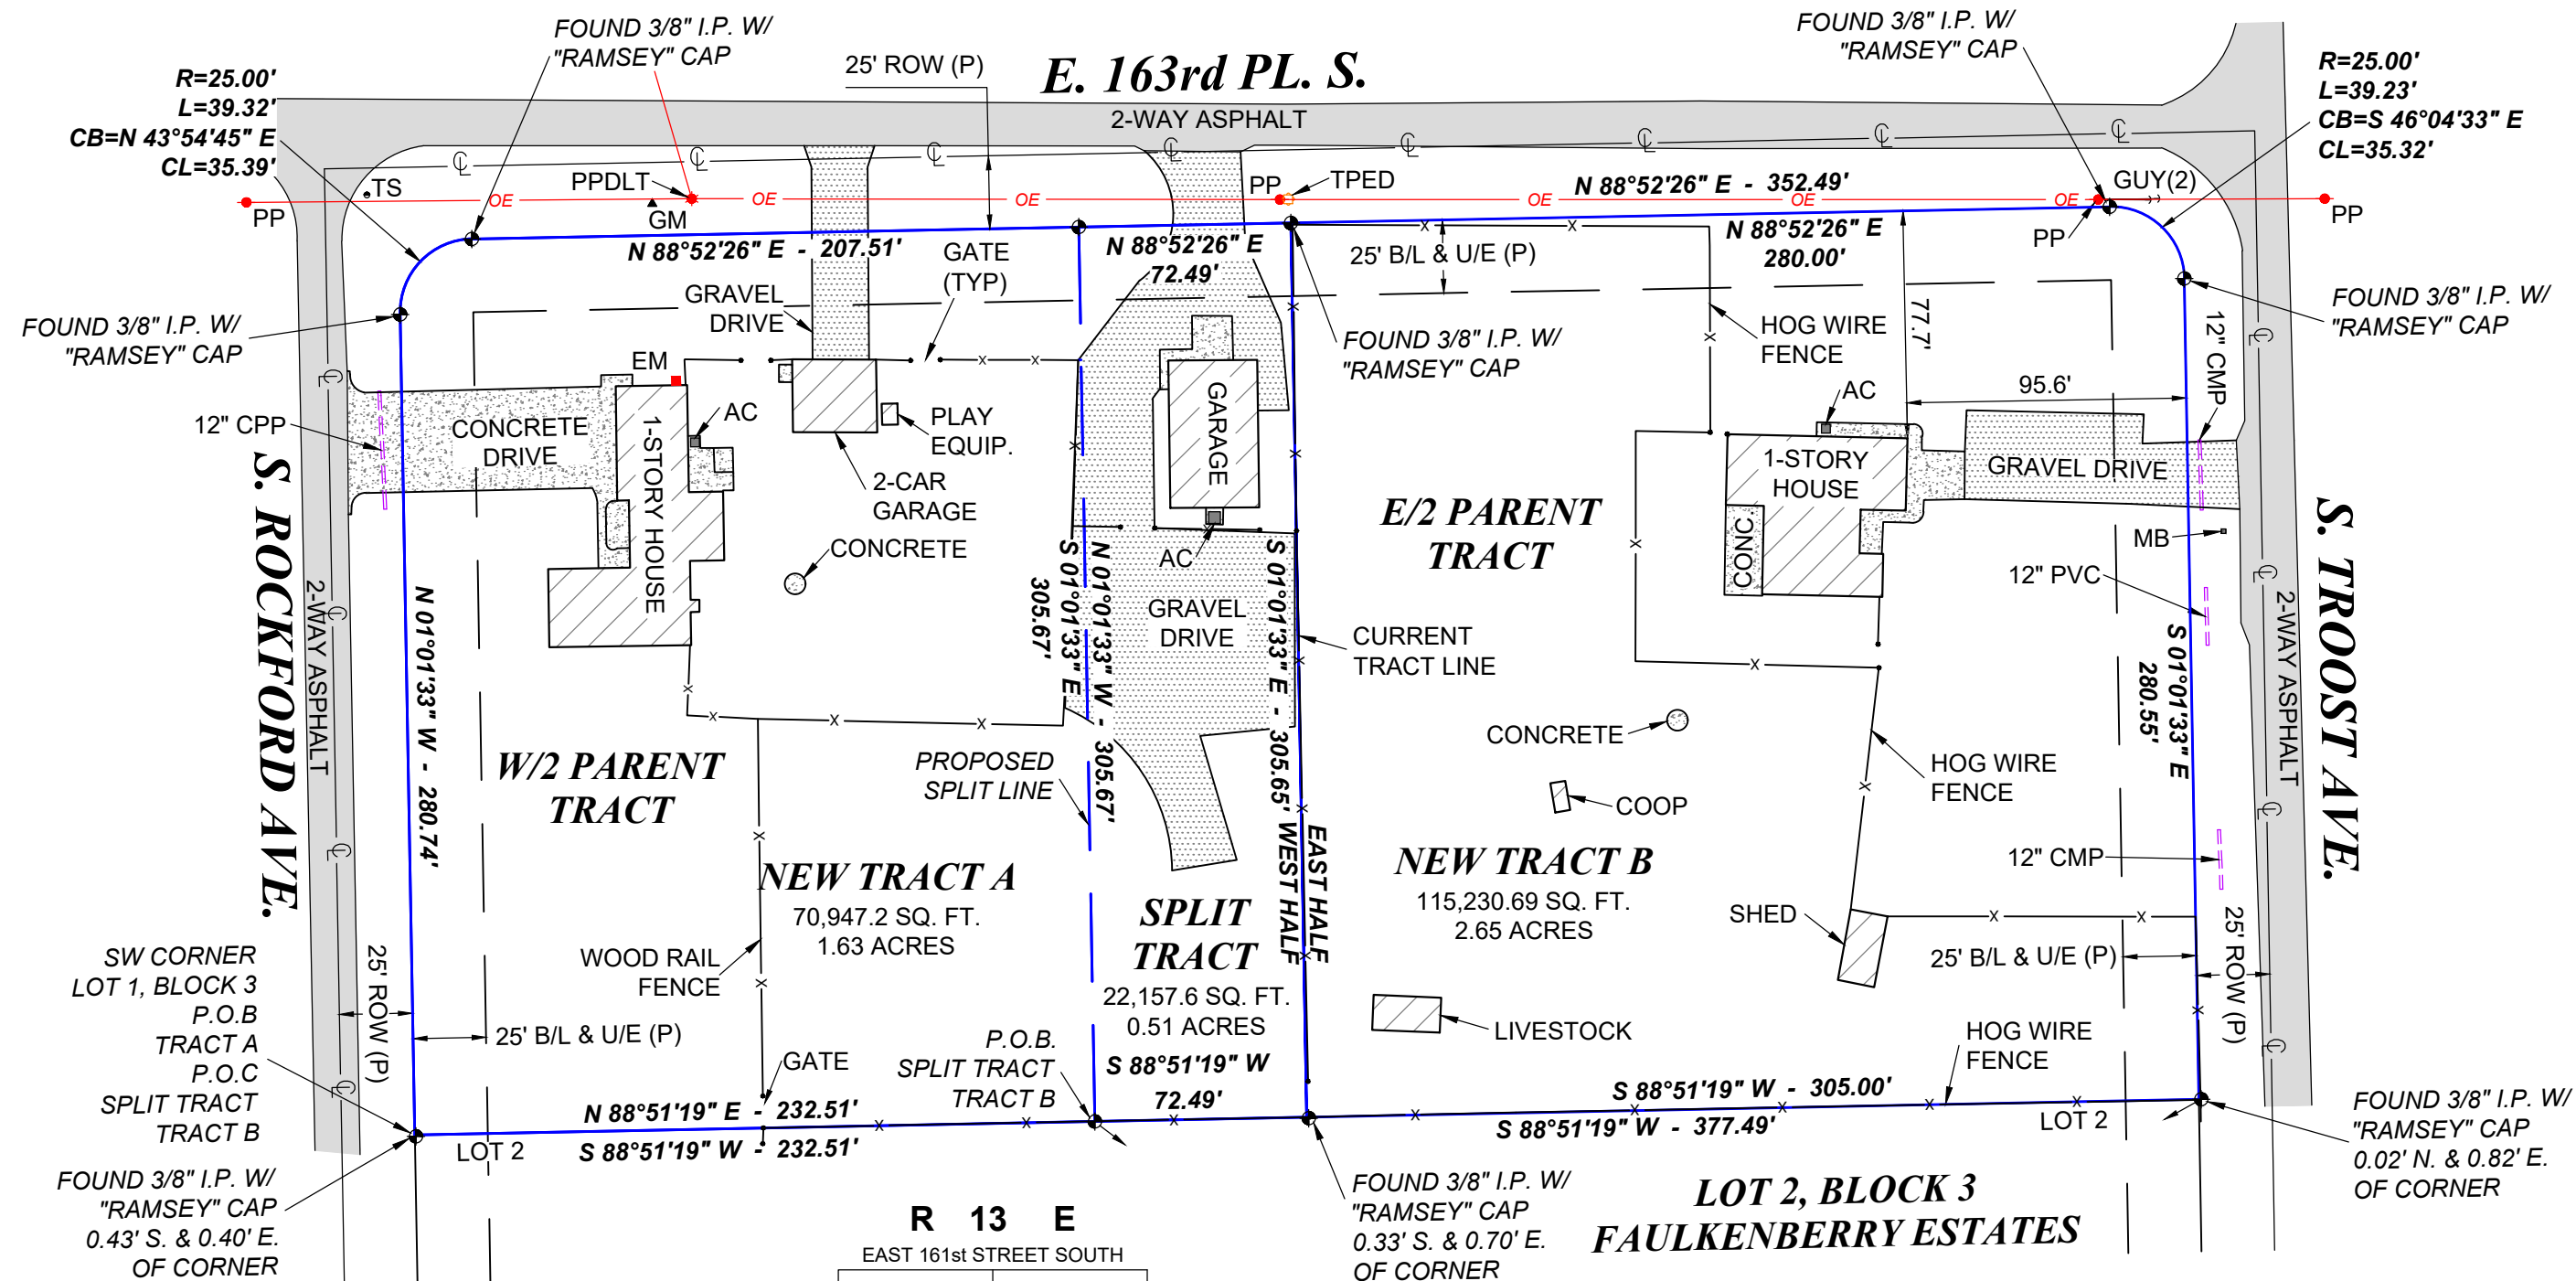 FOUND 3/8" I.P. W/
"RAMSEY" CAP
25' ROW (P)
E. 163rd PL. S.
2-WAY ASPHALT
FOUND 3/8" I.P. W/
"RAMSEY" CAP
R=25.00'
L=39.32'
CB=N 43°54'45" E
CL=35.39'
R=25.00'
L=39.23'
CB=S 46°04'33" E
CL=35.32'
TS
PP
OE
PPDLT
GM
OE
OE
PP
TPED
OE
N 88°52'26" E - 352.49'
OE
OE
GUY(2)
PP
PP
N 88°52'26" E - 207.51'
GATE
(TYP)
N 88°52'26" E
72.49'
25' B/L & U/E (P)
N 88°52'26" E
280.00'
FOUND 3/8" I.P. W/
"RAMSEY" CAP
GRAVEL
DRIVE
FOUND 3/8" I.P. W/
"RAMSEY" CAP
HOG WIRE
FENCE
77.7'
12" CMP
FOUND 3/8" I.P. W/
"RAMSEY" CAP
EM
AC
12" CPP
CONCRETE
DRIVE
1-STORY HOUSE
PLAY
EQUIP.
2-CAR
GARAGE
CONCRETE
GARAGE
AC
GRAVEL
DRIVE
E/2 PARENT
TRACT
AC
95.6'
1-STORY
HOUSE
CONC.
GRAVEL DRIVE
MB
12" PVC
S. ROCKFORD AVE.
2-WAY ASPHALT
N 01°01'33" W - 280.74'
S 01°01'33" E
305.67'
N 01°01'33" W - 305.67'
S 01°01'33" E - 305.65'
WEST HALF
EAST HALF
CURRENT
TRACT LINE
S 01°01'33" E
280.55'
2-WAY ASPHALT
S. TROOST AVE.
W/2 PARENT
TRACT
PROPOSED
SPLIT LINE
CONCRETE
COOP
HOG WIRE
FENCE
NEW TRACT A
70,947.2 SQ. FT.
1.63 ACRES
NEW TRACT B
115,230.69 SQ. FT.
2.65 ACRES
12" CMP
SPLIT
TRACT
22,157.6 SQ. FT.
0.51 ACRES
S 88°51'19" W
72.49'
SHED
25' B/L & U/E (P)
25' ROW (P)
WOOD RAIL
FENCE
SW CORNER
LOT 1, BLOCK 3
P.O.B
TRACT A
P.O.C
SPLIT TRACT
TRACT B
25' ROW (P)
25' B/L & U/E (P)
GATE
P.O.B.
SPLIT TRACT
TRACT B
LIVESTOCK
HOG WIRE
FENCE
N 88°51'19" E - 232.51'
S 88°51'19" W - 232.51'
LOT 2
S 88°51'19" W - 305.00'
S 88°51'19" W - 377.49'
LOT 2
FOUND 3/8" I.P. W/
"RAMSEY" CAP
0.02' N. & 0.82' E.
OF CORNER
FOUND 3/8" I.P. W/
"RAMSEY" CAP
0.43' S. & 0.40' E.
OF CORNER
FOUND 3/8" I.P. W/
"RAMSEY" CAP
0.33' S. & 0.70' E.
OF CORNER
LOT 2, BLOCK 3
FAULKENBERRY ESTATES
R 13 E
EAST 161st STREET SOUTH